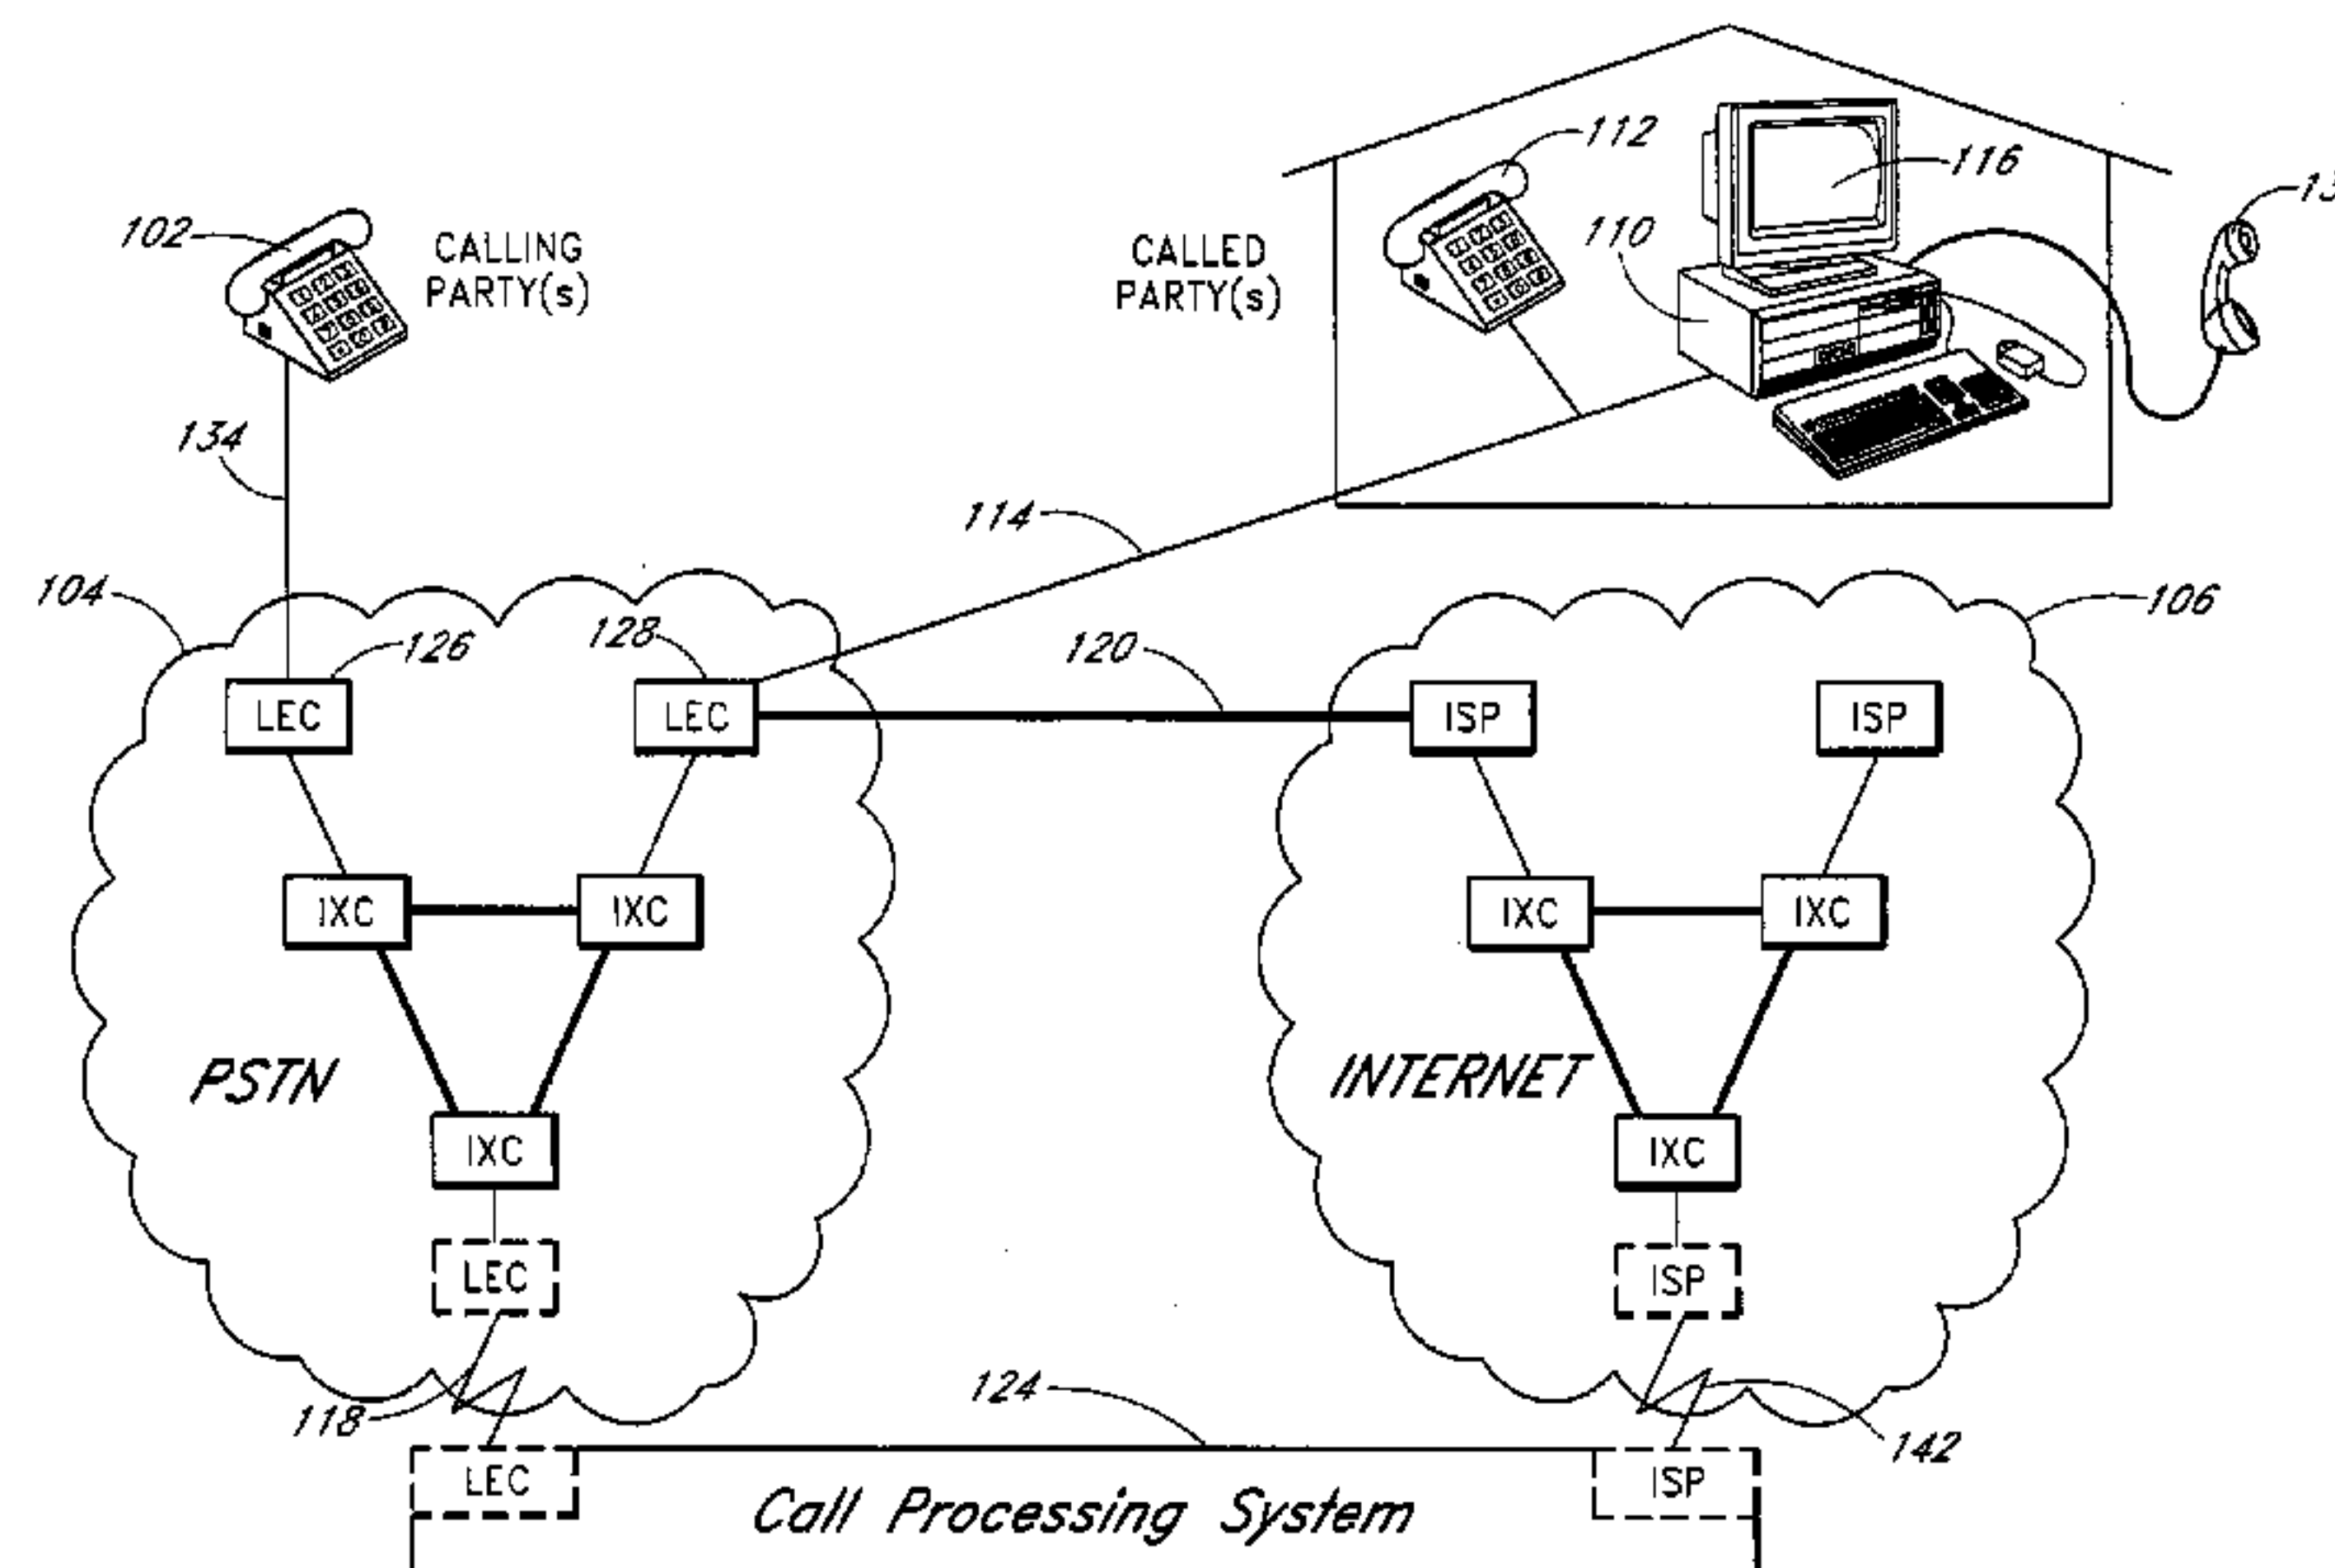 112
116
110
102
CALLING
PARTY(s)
CALLED
PARTY(s)
134
114
104
126
128
120
106
LEC
LEC
ISP
ISP
IXC
IXC
IXC
IXC
PSTN
INTERNET
IXC
IXC
LEC
ISP
118
124
142
LEC
ISP
Call Processing System